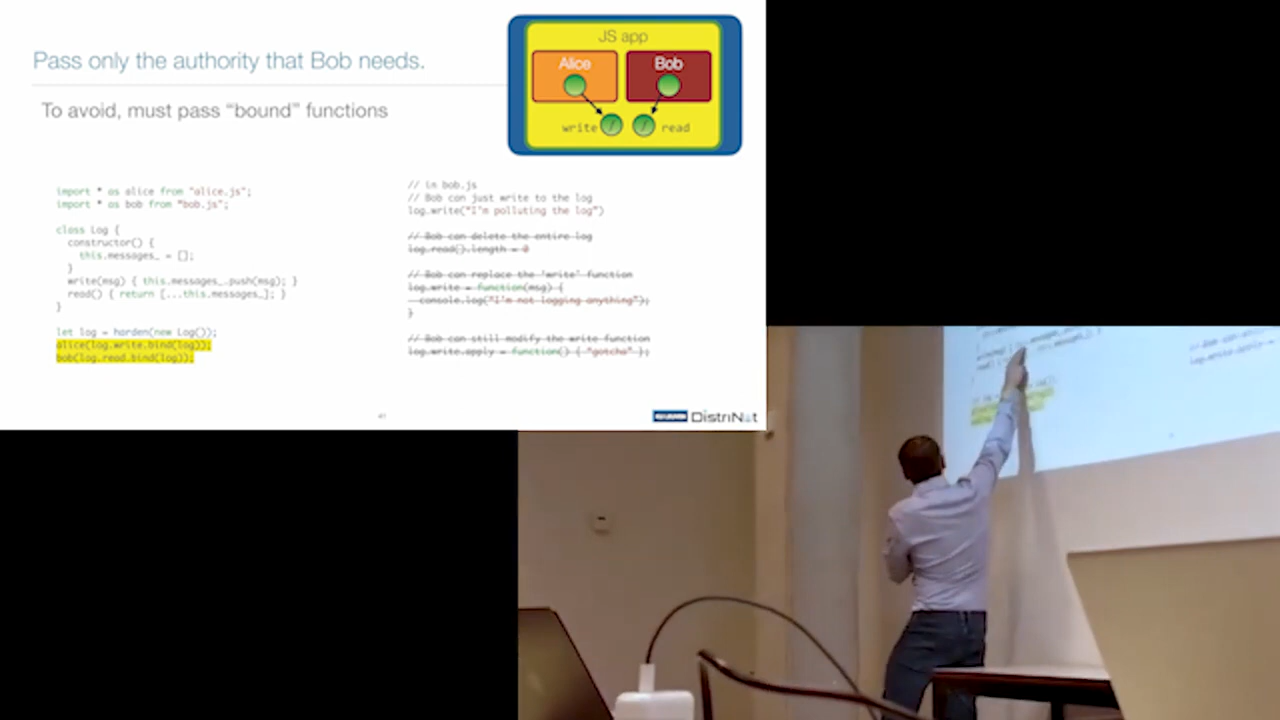 Pass only the authority that Bob needs.
To avoid, must pass “bound” functions
JS app
Alice
Bob
write
read
import * as alice from "alice.js";
import * as bob from "bob.js";
class Log {
constructor() {
this.messages_ = [];
}
write(msg) { this.messages_.push(msg); }
read() { return [...this.messages_]; }
}
let log = harden(new Log());
alice(log.write.bind(log));
bob(log.read.bind(log));
// in bob.js
// Bob can just write to the log
log.write("I'm polluting the log")
// Bob can delete the entire log
log.read().length = 0
// Bob can replace the 'write' function
log.write = function(msg) {
console.log("I'm not logging anything");
}
// Bob can still modify the write function
log.write.apply = function() { "gotcha" };
41
KU LEUVEN DistriN t